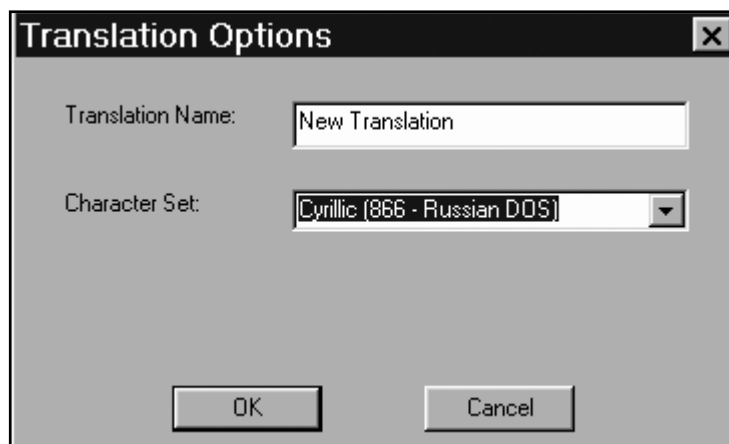 Translation Options
Translation Name:
New Translation
Character Set:
Cyrillic (866 - Russian DOS)
OK
Cancel